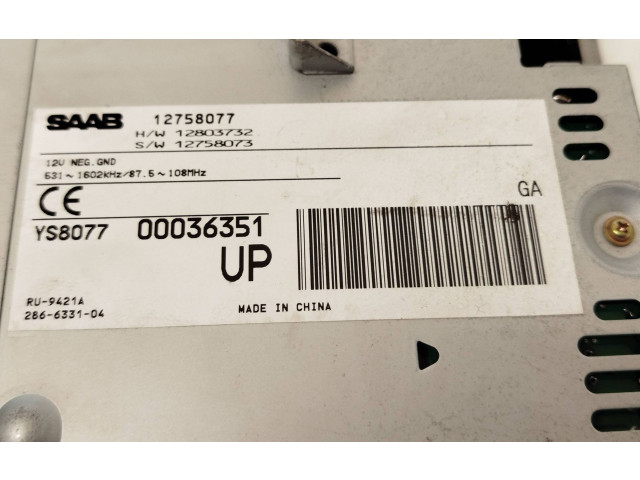 SAAB 12758077
H/W 12803732
S/W 12758073
12V NEG.GND
531~1602kHz/87.5~108MHz
GA
CE
YS8077 00036351
UP
RU-9421A
286-6331-04
MADE IN CHINA